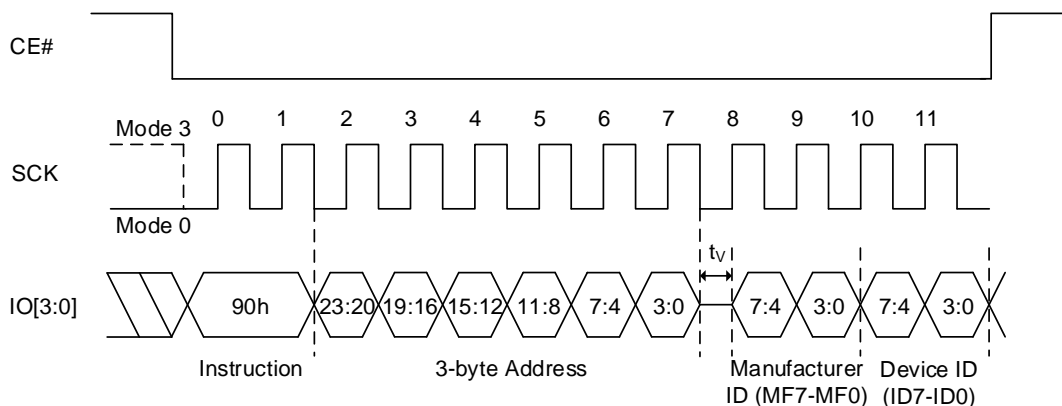 CE#
0 1 2 3 4 5 6 7 8 9 10 11
Mode 3
SCK
Mode 0
tV
IO[3:0]
90h 23:20 19:16 15:12 11:8 7:4 3:0 7:4 3:0 7:4 3:0
Instruction 3-byte Address Manufacturer Device ID
ID (MF7-MF0) (ID7-ID0)